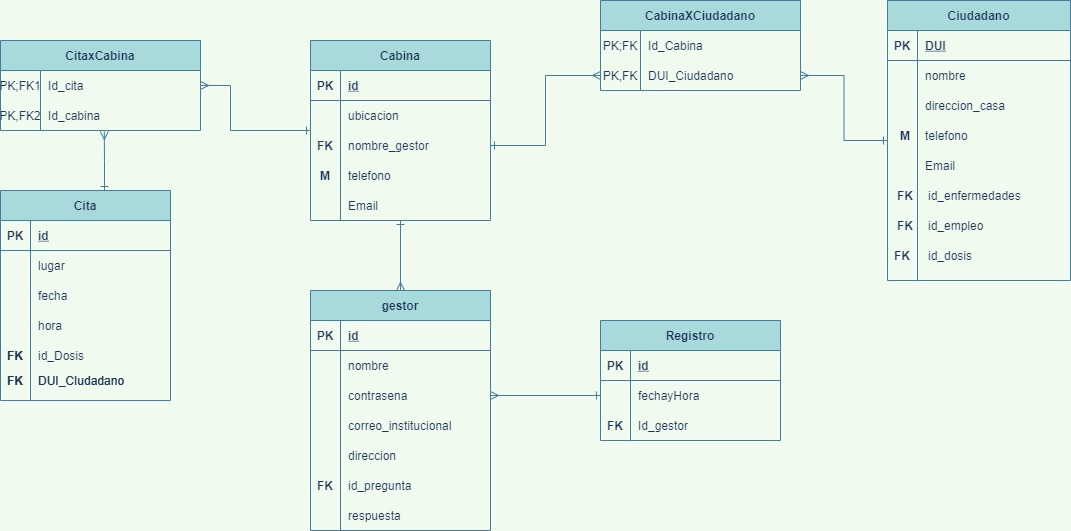 CitaxCabina
PK;FK1 Id_cita
PK,FK2 Id_cabina
Cabina
PK id
ubicacion
FK nombre_gestor
M telefono
Email
CabinaXCiudadano
PK;FK Id_Cabina
PK,FK DUI_Ciudadano
Ciudadano
PK DUI
nombre
direccion_casa
M telefono
Email
FK id_enfermedades
FK id_empleo
FK id_dosis
Cita
PK id
lugar
fecha
hora
FK id_Dosis
FK DUI_CIudadano
gestor
PK id
nombre
contrasena
correo_institucional
direccion
FK id_pregunta
respuesta
Registro
PK id
fechayHora
FK Id_gestor